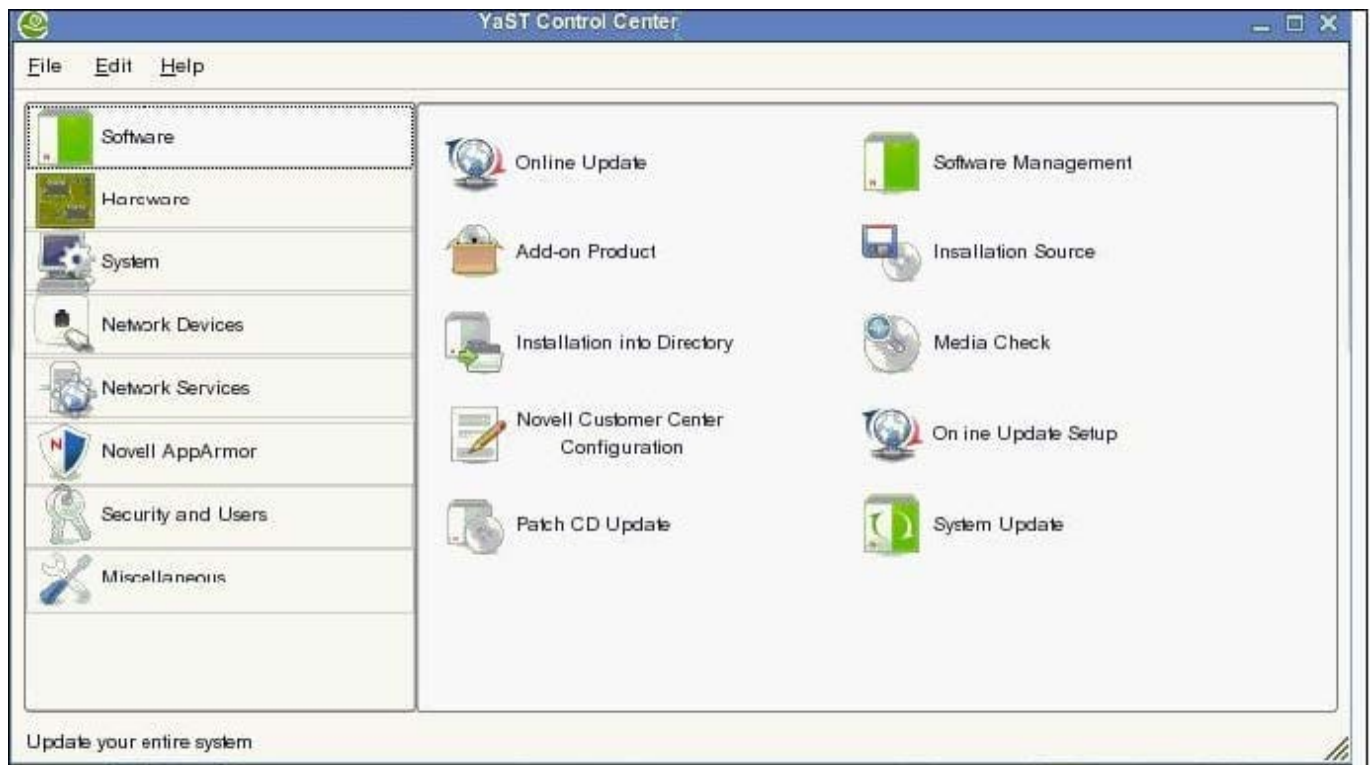 YaST Control Center
File Edit Help
Software
Hardware
System
Network Devices
Network Services
Novell AppArmor
Security and Users
Miscellaneous
Online Update
Software Management
Add-on Product
Insallation Source
Installation into Directory
Media Check
Novell Customer Center
Configuration
On ine Update Setup
Patch CD Update
System Update
Update your entire system